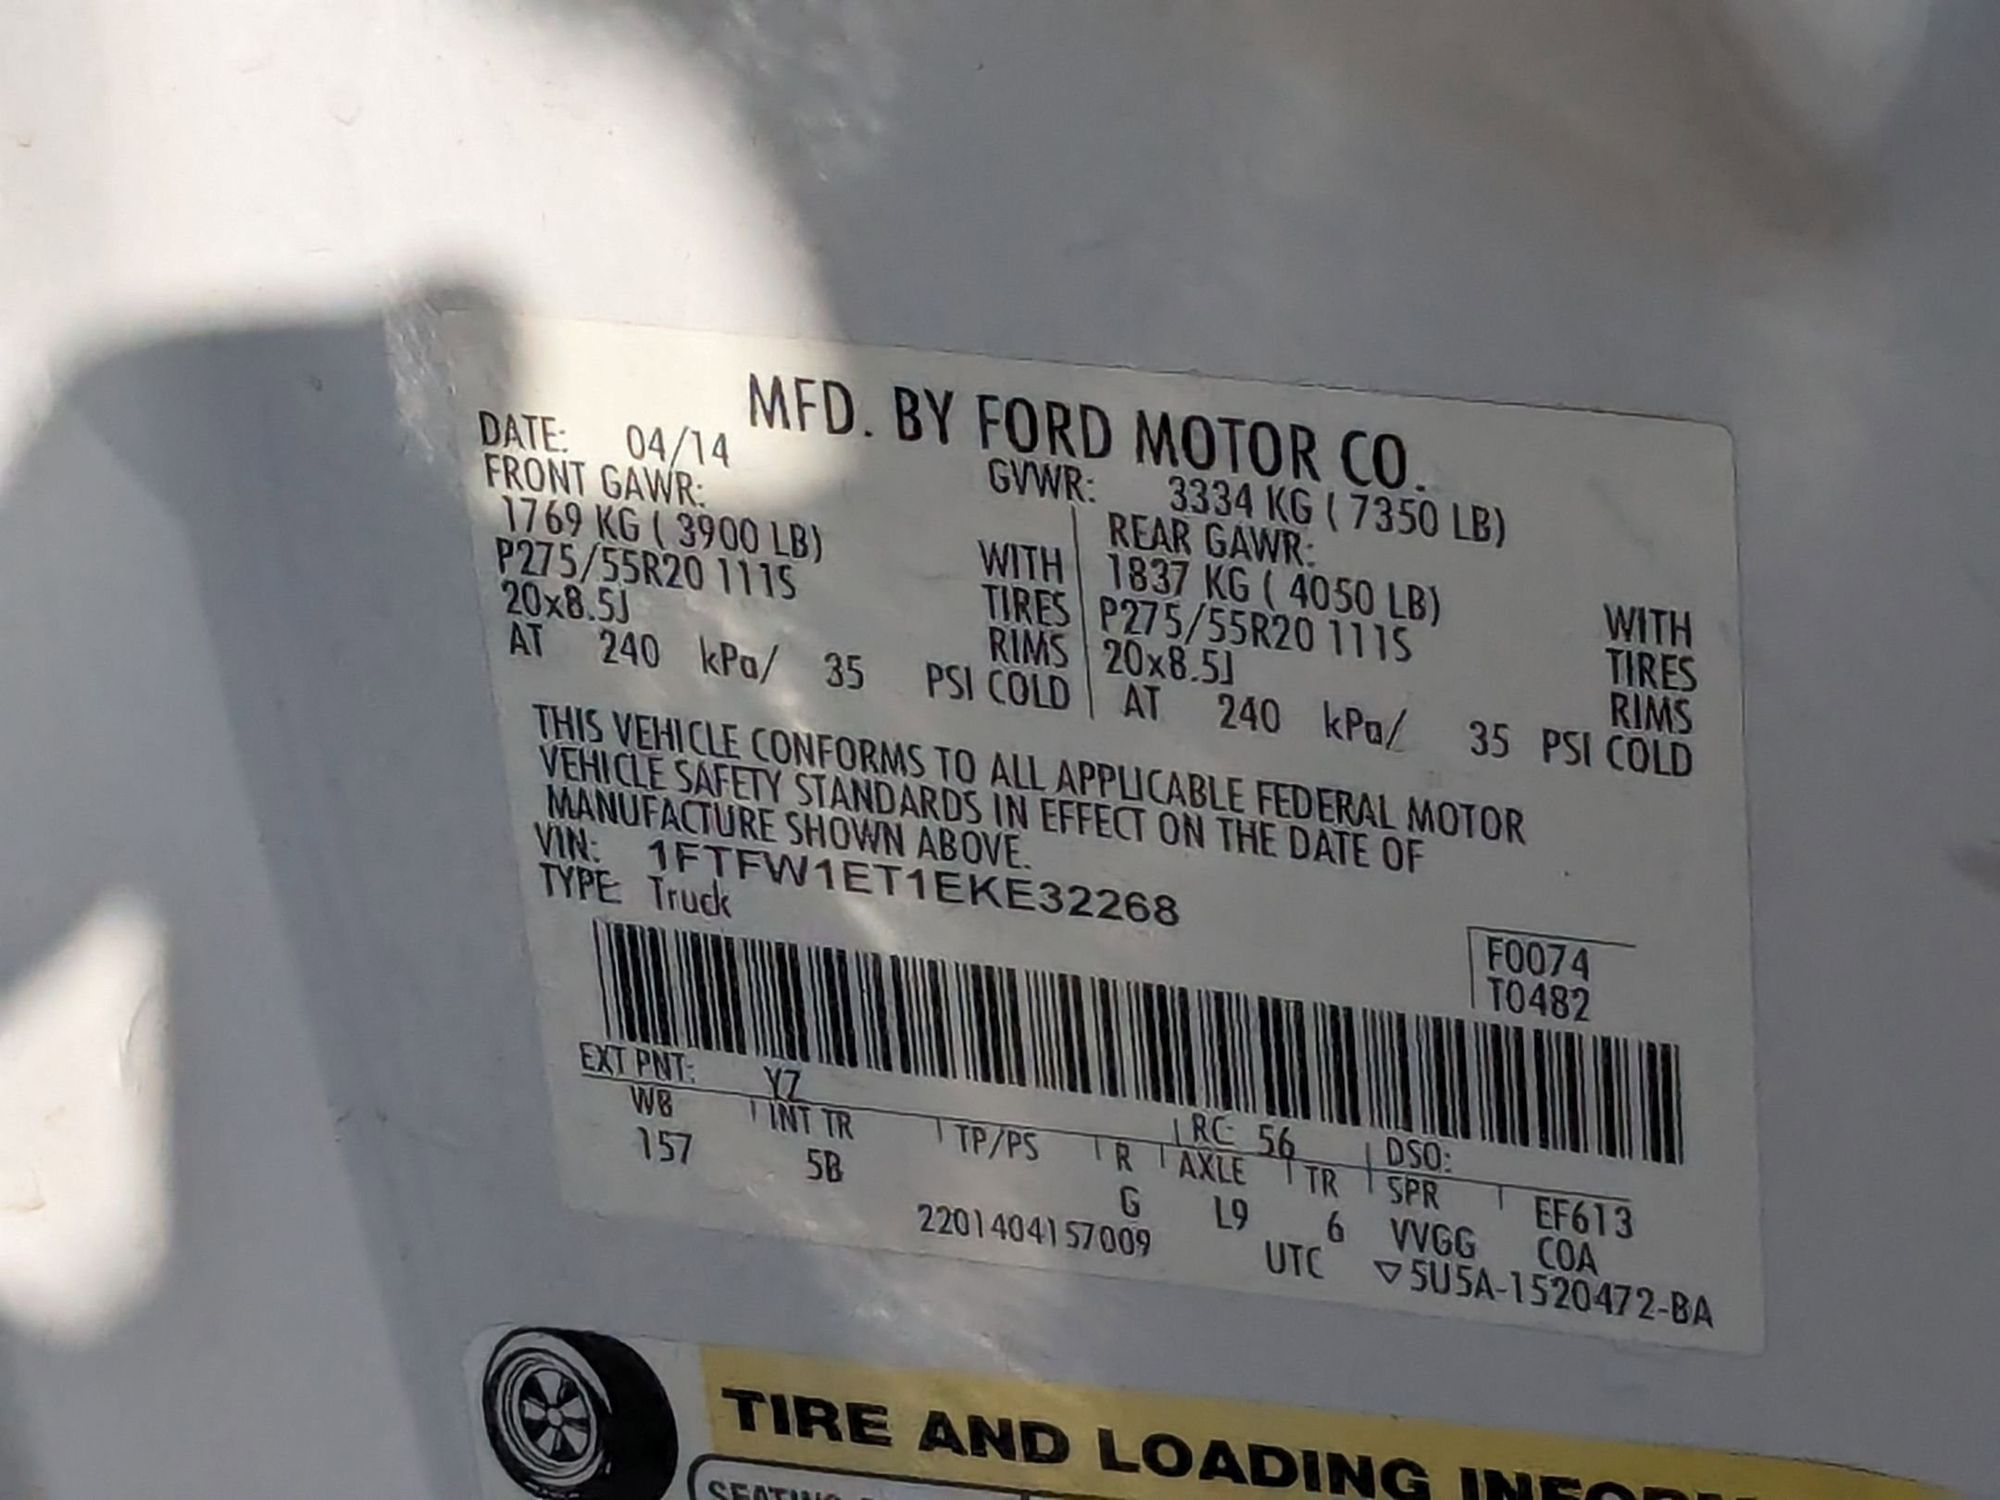 MFD. BY FORD MOTOR CO.
DATE: 04/14 GVWR: 3334 KG ( 7350 LB)
FRONT GAWR: REAR GAWR:
1769 KG ( 3900 LB) WITH 1837 KG ( 4050 LB) WITH
P275/55R20 111S TIRES P275/55R20 111S TIRES
20x8.5J RIMS 20x8.5J RIMS
AT 240 kPa/ 35 PSI COLD AT 240 kPa/ 35 PSI COLD
THIS VEHICLE CONFORMS TO ALL APPLICABLE FEDERAL MOTOR
VEHICLE SAFETY STANDARDS IN EFFECT ON THE DATE OF
MANUFACTURE SHOWN ABOVE.
VIN: 1FTFW1ET1EKE32268
TYPE: Truck
F0074
T0482
EXT PNT: YZ RC: 56 DSO:
WB INT TR TP/PS R AXLE TR SPR EF613
157 5B G L9 6 VVGG COA
2201404157009 UTC ▽5U5A-1520472-BA
TIRE AND LOADING